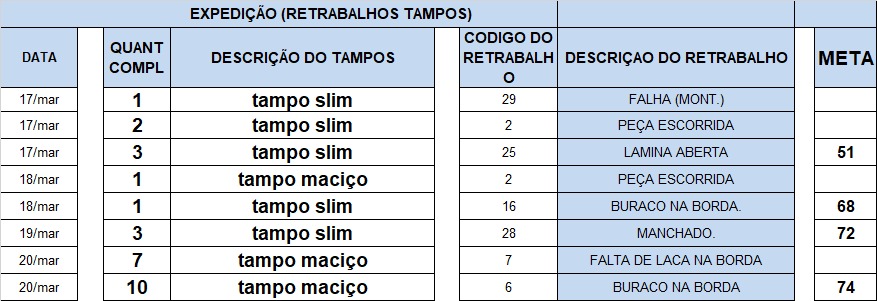 EXPEDIÇÃO (RETRABALHOS TAMPOS)
DATA QUANT COMPL DESCRIÇÃO DO TAMPOS CODIGO DO RETRABALHO DESCRIÇAO DO RETRABALHO META
17/mar 1 tampo slim 29 FALHA (MONT.)
17/mar 2 tampo slim 2 PEÇA ESCORRIDA
17/mar 3 tampo slim 25 LAMINA ABERTA 51
18/mar 1 tampo maciço 2 PEÇA ESCORRIDA
18/mar 1 tampo slim 16 BURACO NA BORDA. 68
19/mar 3 tampo slim 28 MANCHADO. 72
20/mar 7 tampo maciço 7 FALTA DE LACA NA BORDA
20/mar 10 tampo maciço 6 BURACO NA BORDA 74